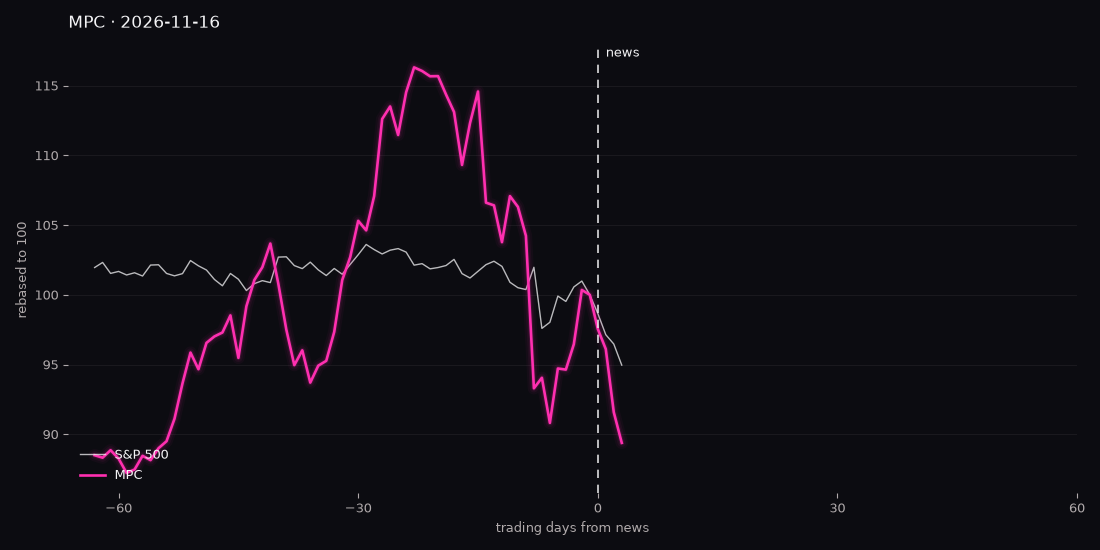 MPC · 2026-11-16
news
115
110
105
100
95
90
rebased to 100
S&P 500
MPC
−60
−30
0
30
60
trading days from news